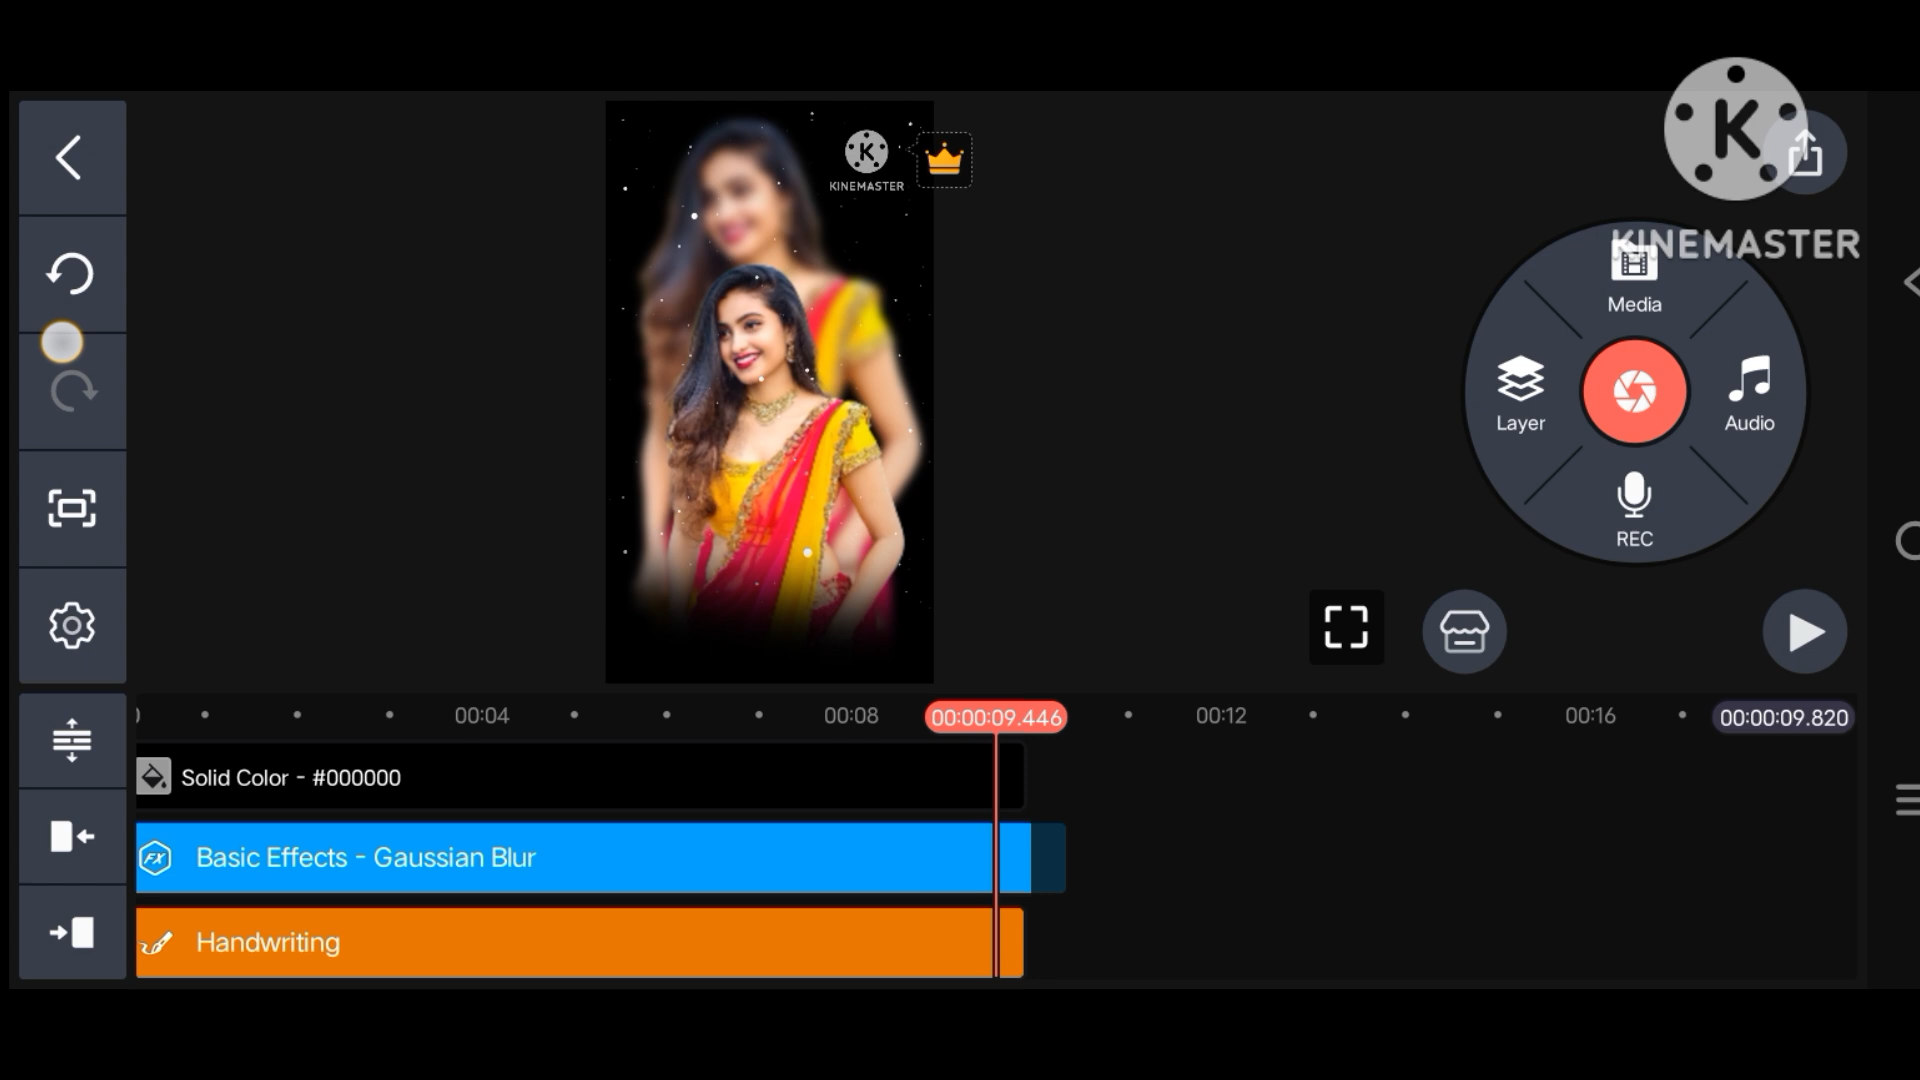 K
KINEMASTER
K
KINEMASTER
Media
Layer
Audio
REC
00:04
00:08
00:00:09.446
00:12
00:16
00:00:09.820
Solid Color - #000000
FX
Basic Effects - Gaussian Blur
Handwriting